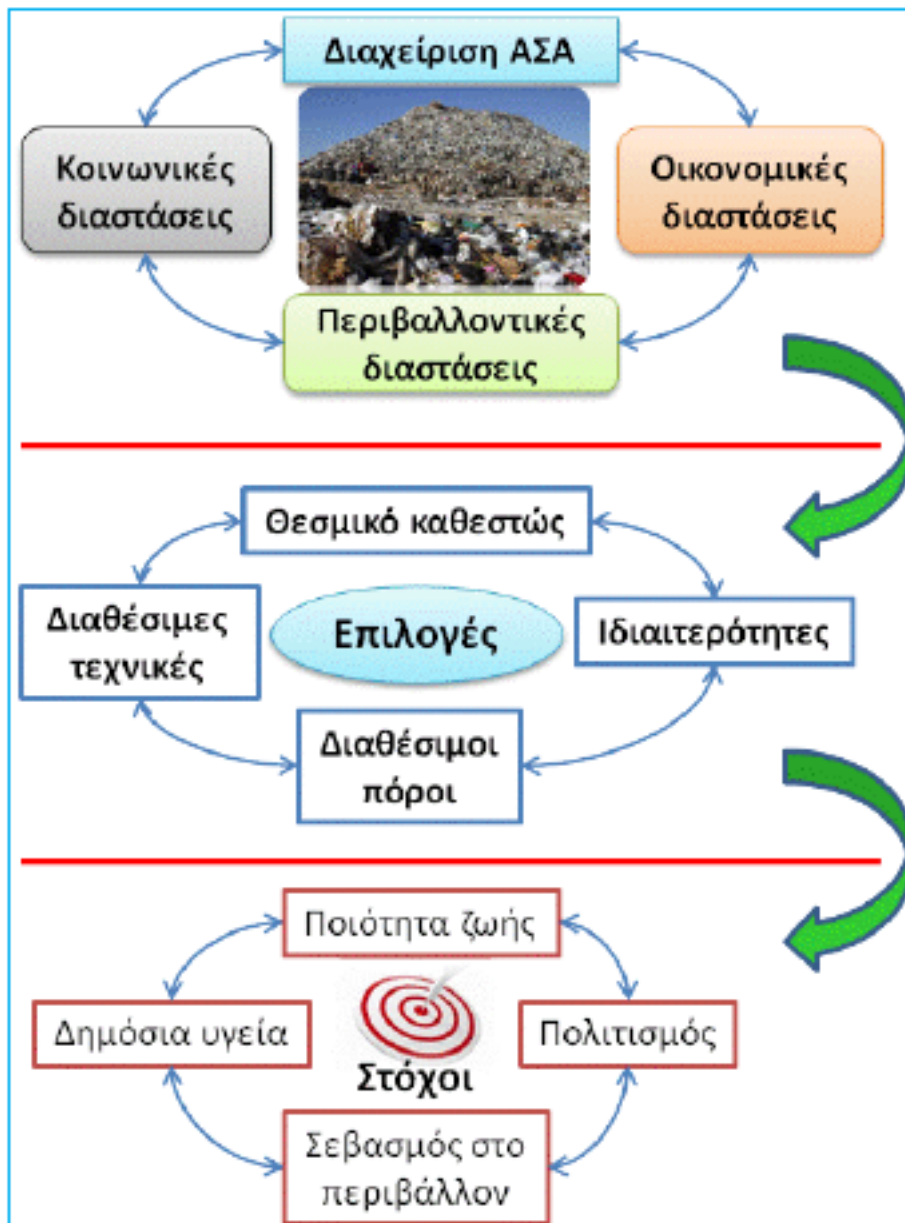 Διαχείριση ΑΣΑ
Κοινωνικές
διαστάσεις
Οικονομικές
διαστάσεις
Περιβαλλοντικές
διαστάσεις
Θεσμικό καθεστώς
Διαθέσιμες
τεχνικές
Επιλογές
Ιδιαιτερότητες
Διαθέσιμοι
πόροι
Ποιότητα ζωής
Δημόσια υγεία
Πολιτισμός
Στόχοι
Σεβασμός στο
περιβάλλον